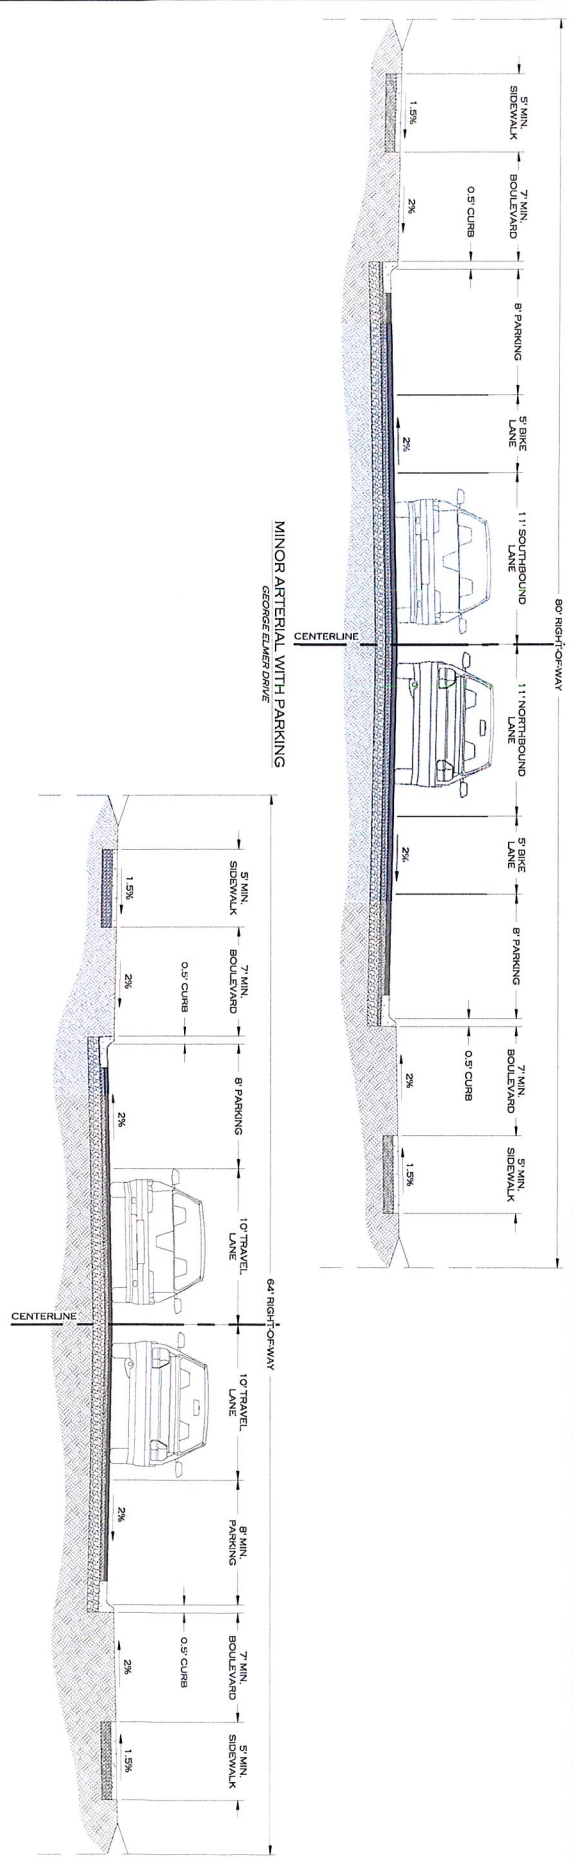 80' RIGHT-OF-WAY
5' MIN.
SIDEWALK
7' MIN.
BOULEVARD
0.5' CURB
8' PARKING
5' BIKE
LANE
11' SOUTHBOUND
LANE
11' NORTHBOUND
LANE
5' BIKE
LANE
8' PARKING
0.5' CURB
7' MIN.
BOULEVARD
5' MIN.
SIDEWALK
1.5%
2%
2%
2%
2%
1.5%
CENTERLINE
MINOR ARTERIAL WITH PARKING
GEORGE ELMER DRIVE
64' RIGHT-OF-WAY
5' MIN.
SIDEWALK
7' MIN.
BOULEVARD
0.5' CURB
8' PARKING
10' TRAVEL
LANE
10' TRAVEL
LANE
8' MIN.
PARKING
0.5' CURB
7' MIN.
BOULEVARD
5' MIN.
SIDEWALK
1.5%
2%
2%
2%
2%
1.5%
CENTERLINE